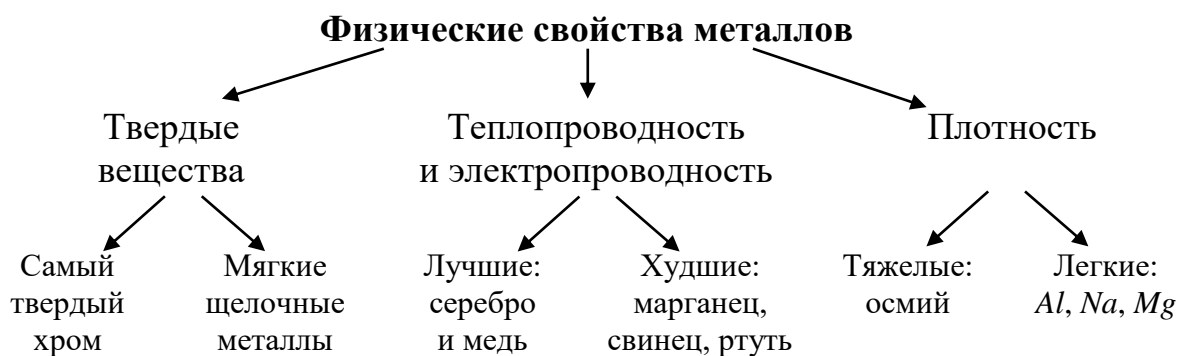 Физические свойства металлов
Твердые
вещества
Теплопроводность
и электропроводность
Плотность
Самый
твердый
хром
Мягкие
щелочные
металлы
Лучшие:
серебро
и медь
Худшие:
марганец,
свинец, ртуть
Тяжелые:
осмий
Легкие:
Al, Na, Mg